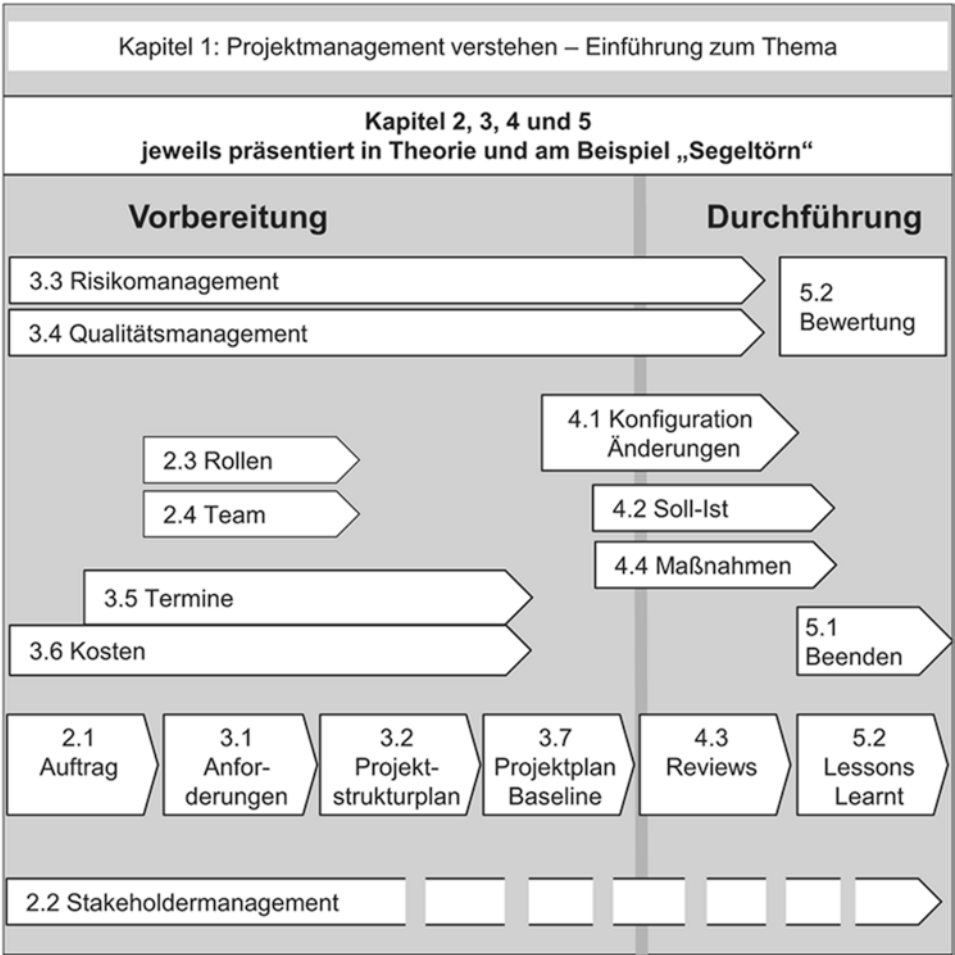 Kapitel 1: Projektmanagement verstehen – Einführung zum Thema
Kapitel 2, 3, 4 und 5
jeweils präsentiert in Theorie und am Beispiel „Segeltörn“
Vorbereitung
Durchführung
3.3 Risikomanagement
3.4 Qualitätsmanagement
5.2
Bewertung
4.1 Konfiguration
Änderungen
2.3 Rollen
2.4 Team
4.2 Soll-Ist
4.4 Maßnahmen
3.5 Termine
3.6 Kosten
5.1
Beenden
2.1
Auftrag
3.1
Anfor-
derungen
3.2
Projekt-
strukturplan
3.7
Projektplan
Baseline
4.3
Reviews
5.2
Lessons
Learnt
2.2 Stakeholdermanagement